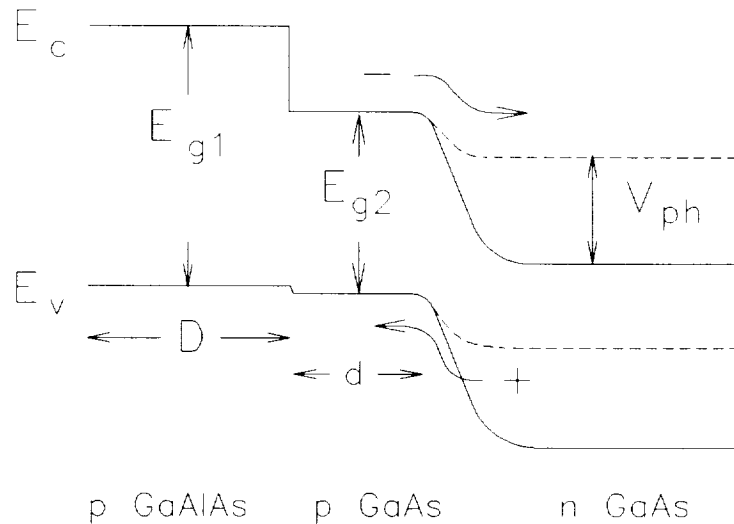 E_c
E_g1
−
E_g2
V_ph
E_v
D
d
+
p GaAlAs p GaAs n GaAs